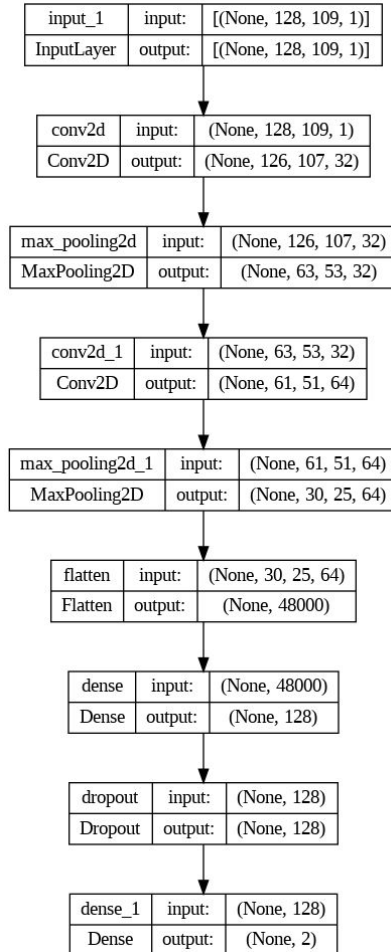 input_1 input: [(None, 128, 109, 1)]
InputLayer output: [(None, 128, 109, 1)]
conv2d input: (None, 128, 109, 1)
Conv2D output: (None, 126, 107, 32)
max_pooling2d input: (None, 126, 107, 32)
MaxPooling2D output: (None, 63, 53, 32)
conv2d_1 input: (None, 63, 53, 32)
Conv2D output: (None, 61, 51, 64)
max_pooling2d_1 input: (None, 61, 51, 64)
MaxPooling2D output: (None, 30, 25, 64)
flatten input: (None, 30, 25, 64)
Flatten output: (None, 48000)
dense input: (None, 48000)
Dense output: (None, 128)
dropout input: (None, 128)
Dropout output: (None, 128)
dense_1 input: (None, 128)
Dense output: (None, 2)